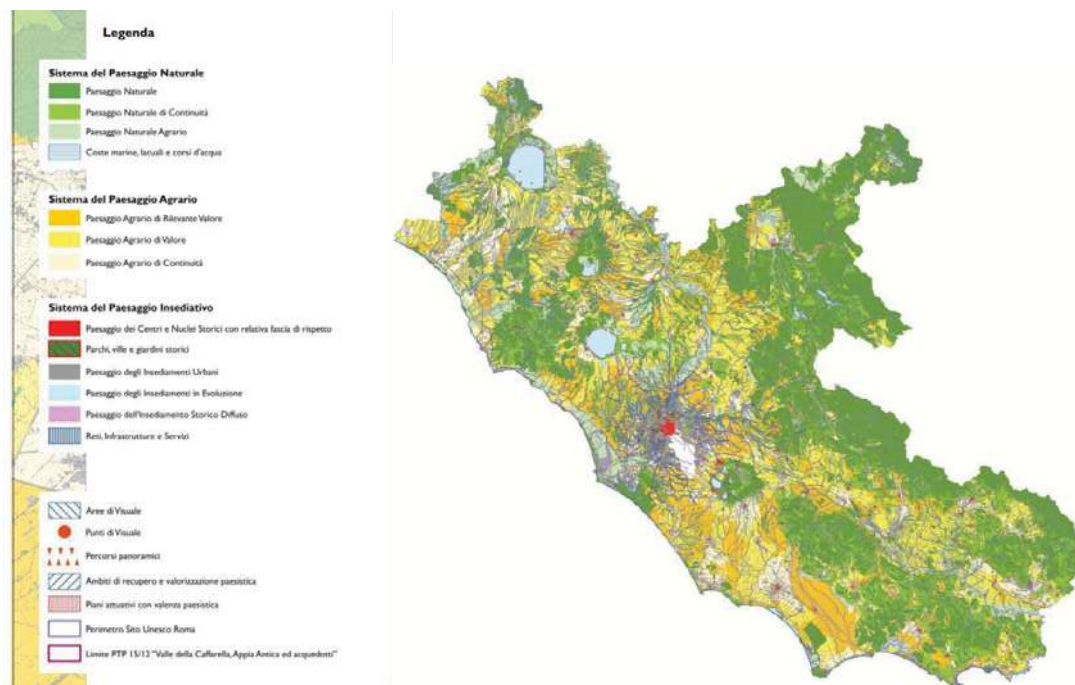 Legenda
Sistema del Paesaggio Naturale
Paesaggio Naturale
Paesaggio Naturale di Continuità
Paesaggio Naturale Agrario
Coste marine, lacuali e corsi d'acqua
Sistema del Paesaggio Agrario
Paesaggio Agrario di Rilevante Valore
Paesaggio Agrario di Valore
Paesaggio Agrario di Continuità
Sistema del Paesaggio Insediativo
Paesaggio dei Centri e Nuclei Storici con relativa fascia di rispetto
Parchi, ville e giardini storici
Paesaggio degli Insediamenti Urbani
Paesaggio degli Insediamenti in Evoluzione
Paesaggio dell'Insediamento Storico Diffuso
Reti, Infrastrutture e Servizi
Aree di Visuale
Punti di Visuale
Percorsi panoramici
Ambiti di recupero e valorizzazione paesistica
Piani attuativi con valenza paesistica
Perimetro Sito Unesco Roma
Limite PTP 15/12 "Valle della Caffarella, Appia Antica ed acquedotti"